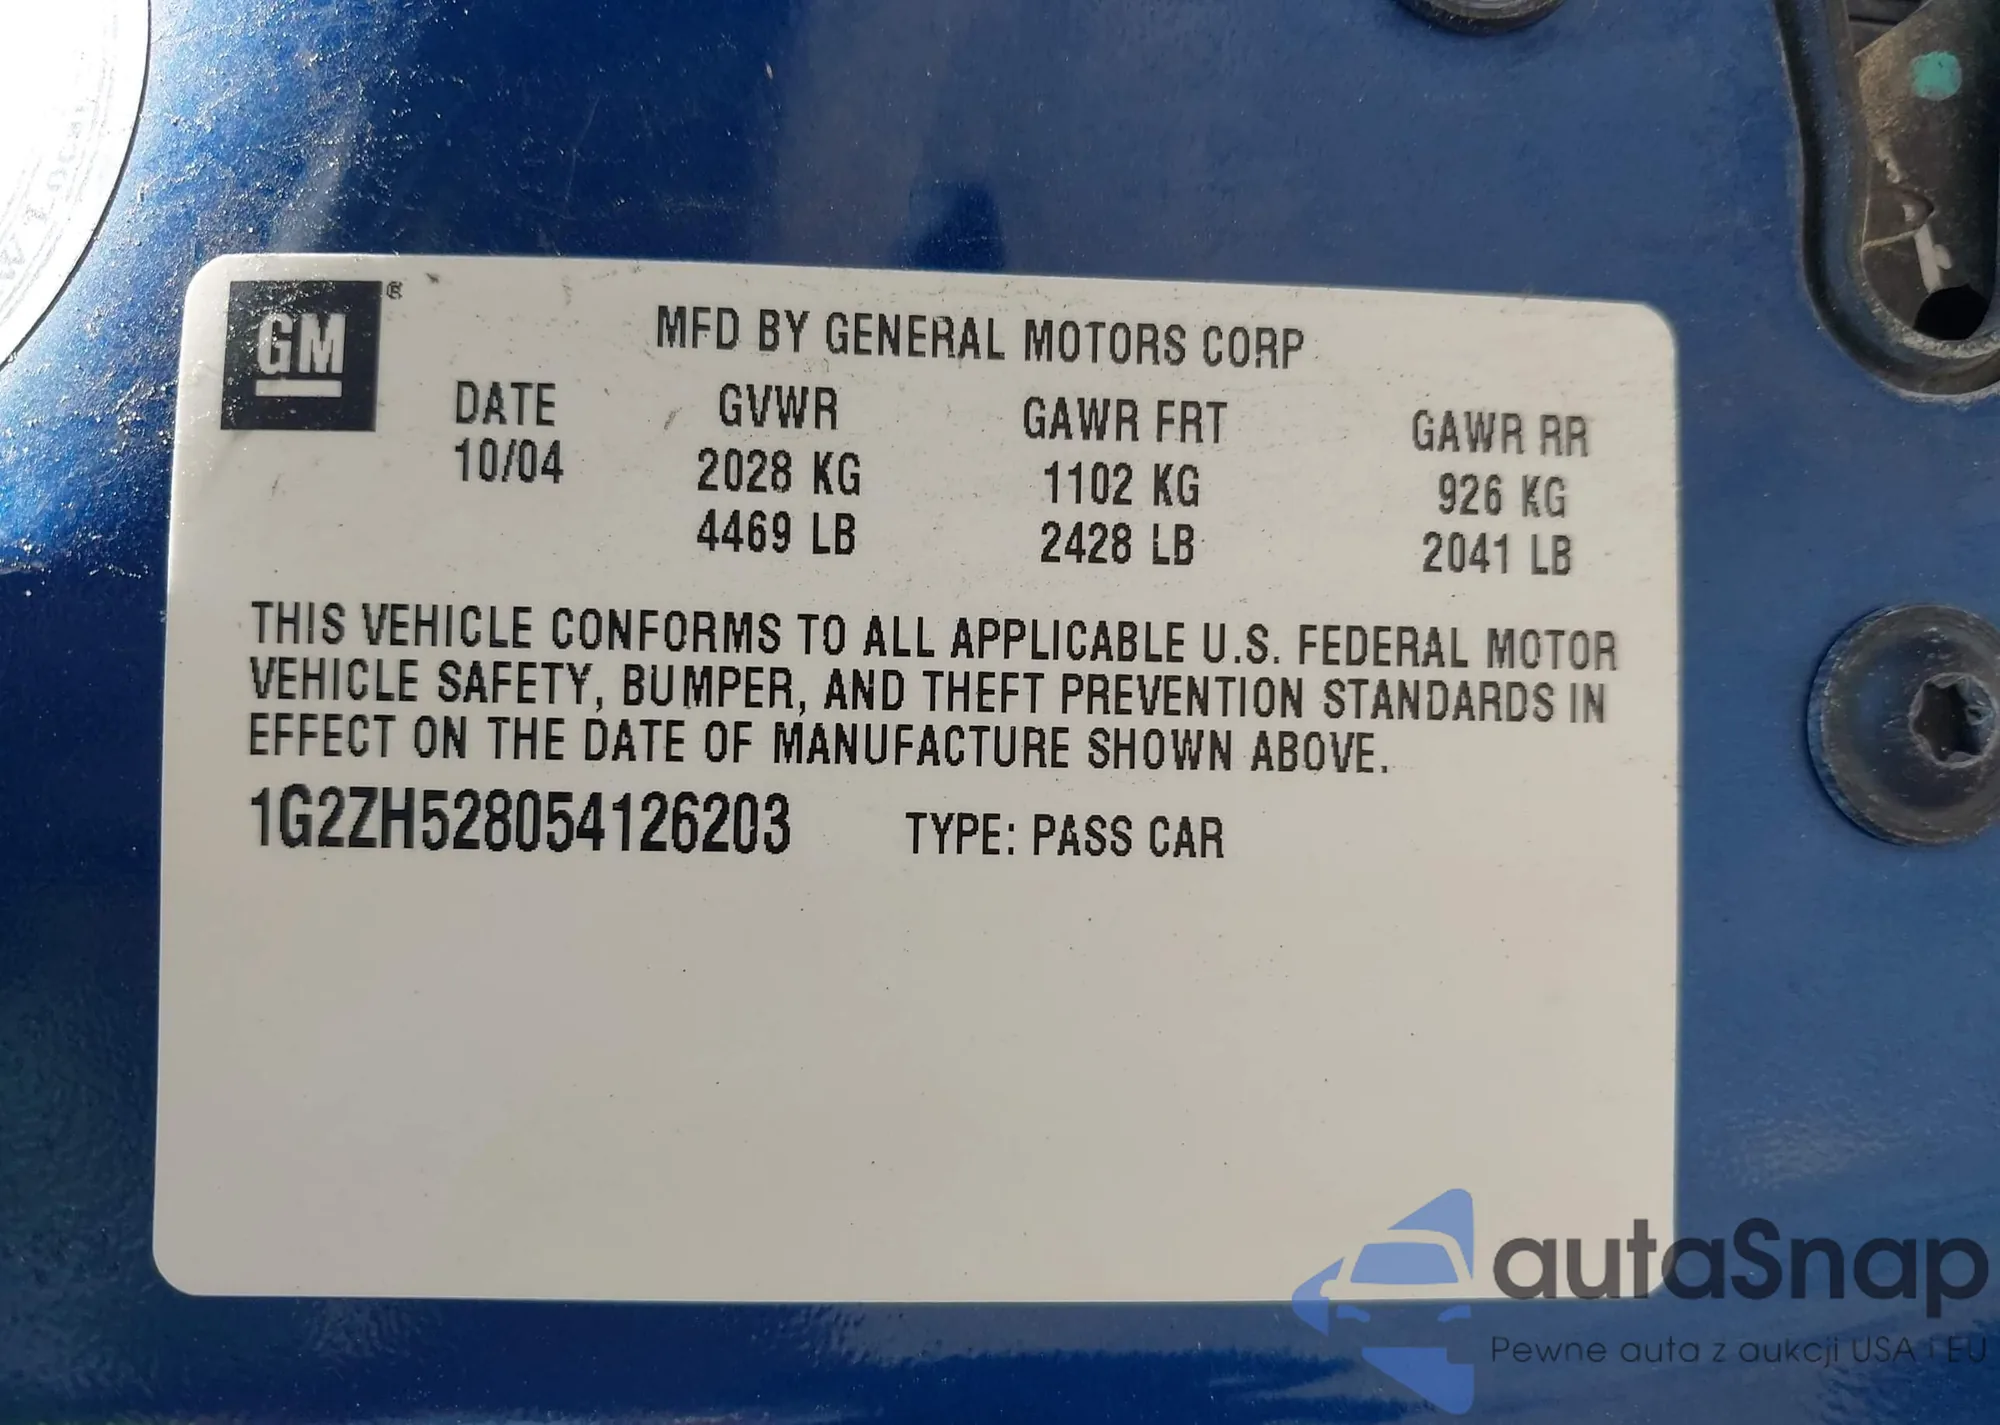 GM ®
MFD BY GENERAL MOTORS CORP
DATE GVWR GAWR FRT GAWR RR
10/04 2028 KG 1102 KG 926 KG
4469 LB 2428 LB 2041 LB
THIS VEHICLE CONFORMS TO ALL APPLICABLE U.S. FEDERAL MOTOR
VEHICLE SAFETY, BUMPER, AND THEFT PREVENTION STANDARDS IN
EFFECT ON THE DATE OF MANUFACTURE SHOWN ABOVE.
1G2ZH528054126203 TYPE: PASS CAR
autaSnap
Pewne auta z aukcji USA i EU